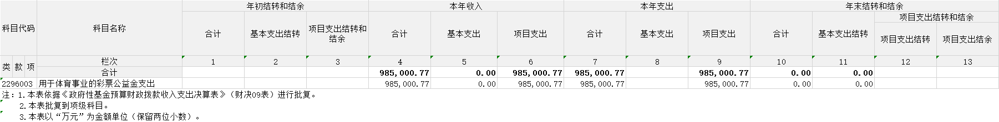 年初结转和结余 本年收入 本年支出 年末结转和结余
科目代码 科目名称 合计 基本支出结转 项目支出结转和结余 合计 基本支出 项目支出 合计 基本支出 项目支出 合计 基本支出结转 项目支出结转和结余
项目支出结转 项目支出结余
类 款 项 栏次 1 2 3 4 5 6 7 8 9 10 11 12 13
合计 985,000.77 0.00 985,000.77 985,000.77 985,000.77 0.00 0.00
2296003 用于体育事业的彩票公益金支出 985,000.77 0.00 985,000.77 985,000.77 985,000.77 0.00 0.00
注：1.本表依据《政府性基金预算财政拨款收入支出决算表》（财决09表）进行批复。
2.本表批复到项级科目。
3.本表以“万元”为金额单位（保留两位小数）。